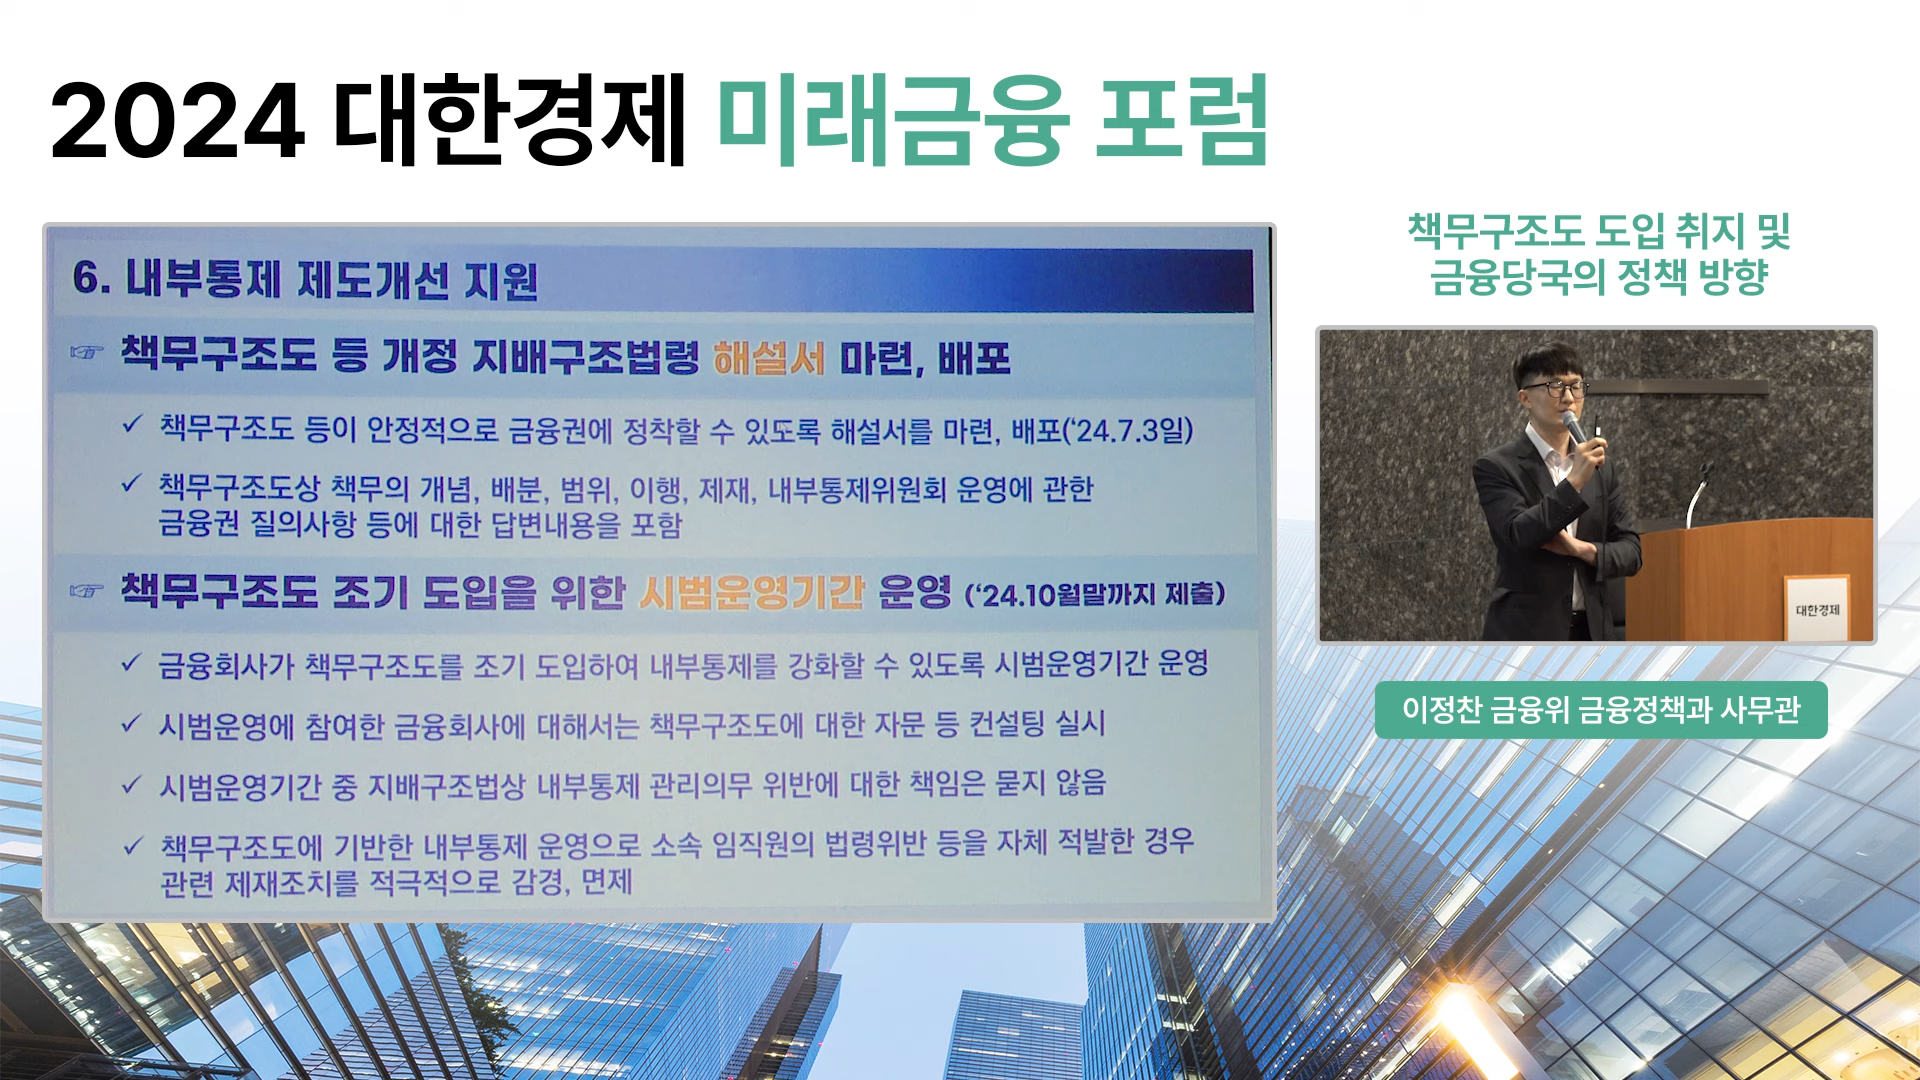 2024 대한경제 미래금융 포럼
6. 내부통제 제도개선 지원
☞ 책무구조도 등 개정 지배구조법령 해설서 마련, 배포
✓ 책무구조도 등이 안정적으로 금융권에 정착할 수 있도록 해설서를 마련, 배포(‘24.7.3일)
✓ 책무구조도상 책무의 개념, 배분, 범위, 이행, 제재, 내부통제위원회 운영에 관한
금융권 질의사항 등에 대한 답변내용을 포함
☞ 책무구조도 조기 도입을 위한 시범운영기간 운영 (‘24.10월말까지 제출)
✓ 금융회사가 책무구조도를 조기 도입하여 내부통제를 강화할 수 있도록 시범운영기간 운영
✓ 시범운영에 참여한 금융회사에 대해서는 책무구조도에 대한 자문 등 컨설팅 실시
✓ 시범운영기간 중 지배구조법상 내부통제 관리의무 위반에 대한 책임은 묻지 않음
✓ 책무구조도에 기반한 내부통제 운영으로 소속 임직원의 법령위반 등을 자체 적발한 경우
관련 제재조치를 적극적으로 감경, 면제
책무구조도 도입 취지 및
금융당국의 정책 방향
대한경제
이정찬 금융위 금융정책과 사무관